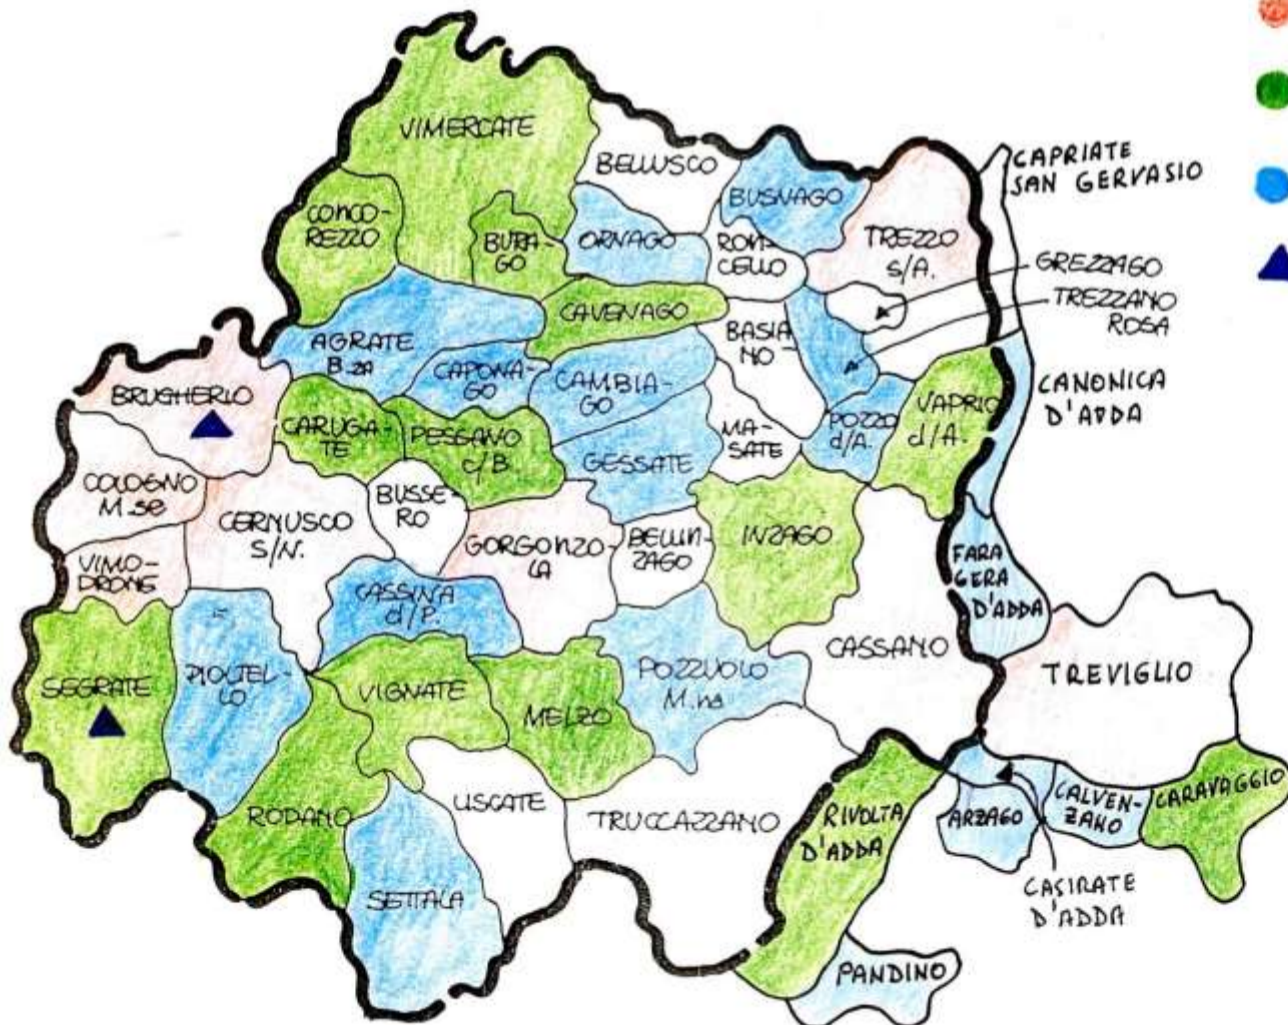 VIMERCATE
BELLUSCO
CAPRIATE
SAN GERVASIO
BUSNAGO
CONCO-
REZZO
BURA-
GO
ORNAGO
RON-
CELLO
TREZZO
S/A.
GREZZAGO
TREZZANO
ROSA
CAVENAGO
AGRATE
B.za
BASIA
NO
CAPONA-
GO
CAMBIA-
GO
BRUGHERIO
CANONICA
D'ADDA
VAPRIO
d/A.
POZZO
d/A.
CARUGA-
TE
PESSANO
c/B.
MA-
SATE
GESSATE
COLOGNO
M.se
BUSSE-
RO
CERNUSCO
S/N.
GORGONZO-
LA
BELLIN-
ZAGO
INZAGO
VIMO-
DRONE
FARA
GERA
D'ADDA
CASSINA
d/P.
CASSANO
SEGRATE
PIOLTEL-
LO
VIGNATE
MELZO
POZZUOLO
M.na
TREVIGLIO
RODANO
LISCATE
TRUCCAZZANO
RIVOLTA
D'ADDA
ARZAGO
CALVEN-
ZANO
CARAVAGGIO
SETTALA
CASIRATE
D'ADDA
PANDINO